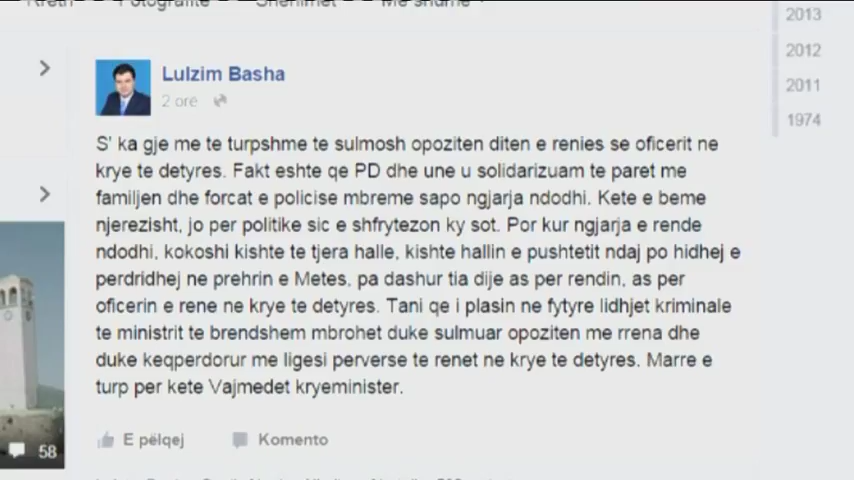 Kreth Fotografitë Shënimet Më shumë
2013
2012
2011
1974
Lulzim Basha
2 orë
S' ka gje me te turpshme te sulmosh opoziten diten e renies se oficerit ne
krye te detyres. Fakt eshte qe PD dhe une u solidarizuam te paret me
familjen dhe forcat e policise mbreme sapo ngjarja ndodhi. Kete e beme
njerezisht, jo per politike sic e shfrytezon ky sot. Por kur ngjarja e rende
ndodhi, kokoshi kishte te tjera halle, kishte hallin e pushtetit ndaj po hidhej e
perdridhej ne prehrin e Metes, pa dashur tia dije as per rendin, as per
oficerin e rene ne krye te detyres. Tani qe i plasin ne fytyre lidhjet kriminale
te ministrit te brendshem mbrohet duke sulmuar opoziten me rrena dhe
duke keqperdorur me ligesi perverse te renet ne krye te detyres. Marre e
turp per kete Vajmedet kryeminister.
E pëlqej Komento
58